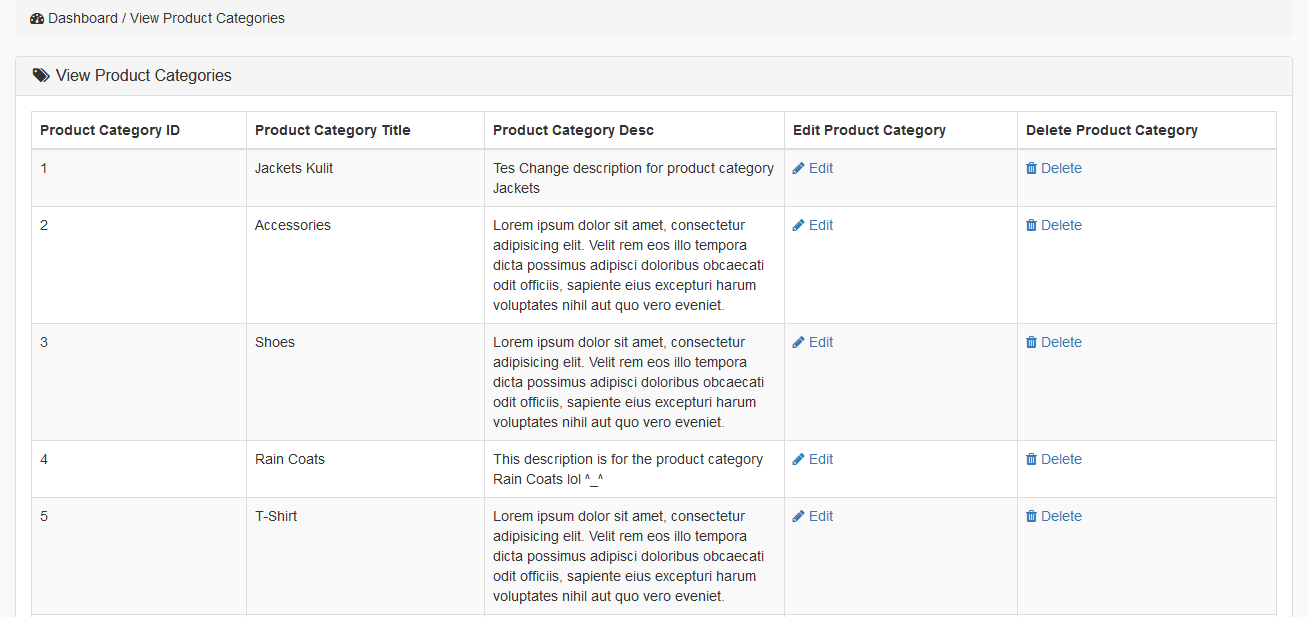 Dashboard / View Product Categories
View Product Categories
Product Category ID
Product Category Title
Product Category Desc
Edit Product Category
Delete Product Category
1
Jackets Kulit
Tes Change description for product category
Jackets
Edit
Delete
2
Accessories
Lorem ipsum dolor sit amet, consectetur
adipisicing elit. Velit rem eos illo tempora
dicta possimus adipisci doloribus obcaecati
odit officiis, sapiente eius excepturi harum
voluptates nihil aut quo vero eveniet.
Edit
Delete
3
Shoes
Lorem ipsum dolor sit amet, consectetur
adipisicing elit. Velit rem eos illo tempora
dicta possimus adipisci doloribus obcaecati
odit officiis, sapiente eius excepturi harum
voluptates nihil aut quo vero eveniet.
Edit
Delete
4
Rain Coats
This description is for the product category
Rain Coats lol ^_^
Edit
Delete
5
T-Shirt
Lorem ipsum dolor sit amet, consectetur
adipisicing elit. Velit rem eos illo tempora
dicta possimus adipisci doloribus obcaecati
odit officiis, sapiente eius excepturi harum
voluptates nihil aut quo vero eveniet.
Edit
Delete